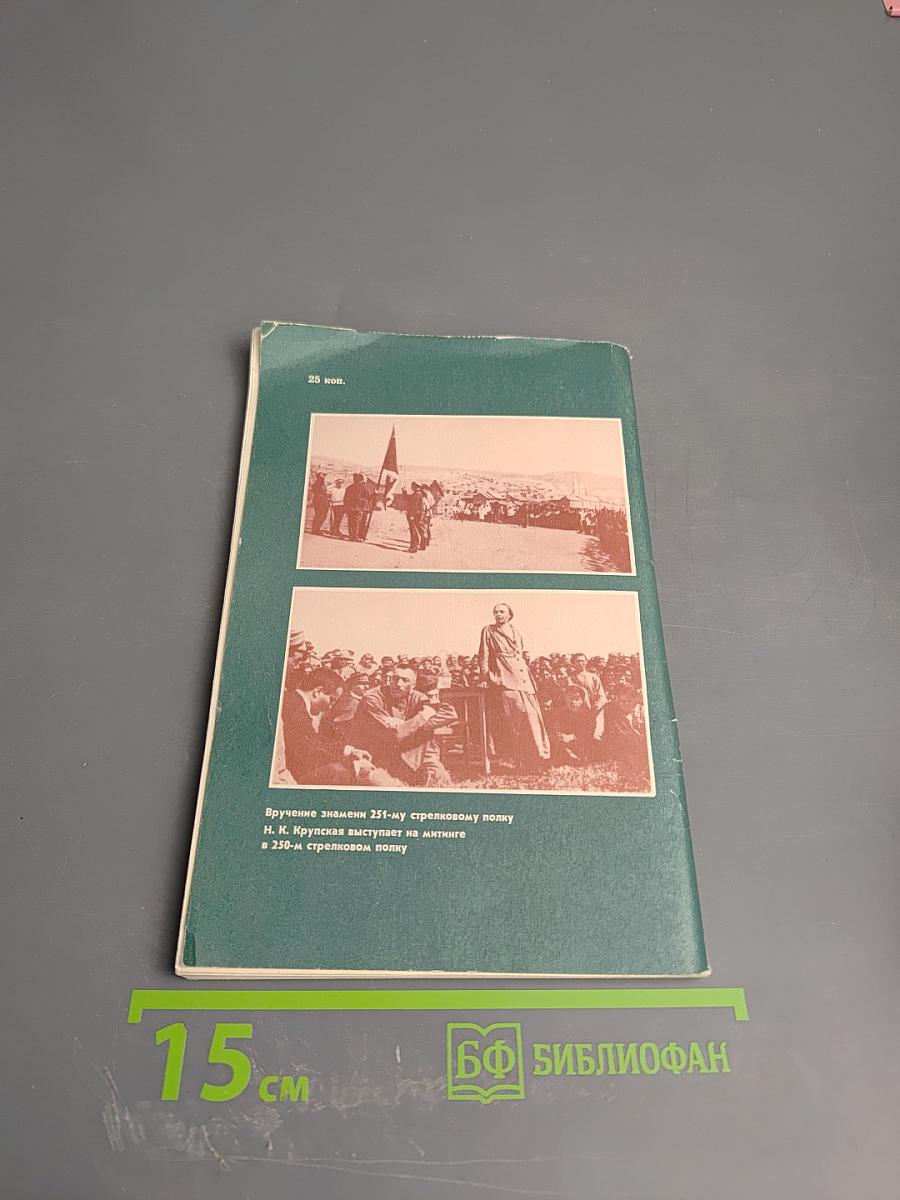 25 коп.
Вручение знамени 251-му стрелковому полку
Н. К. Крупская выступает на митинге
в 250-м стрелковом полку
15 см
БФ БИБЛИОФАН